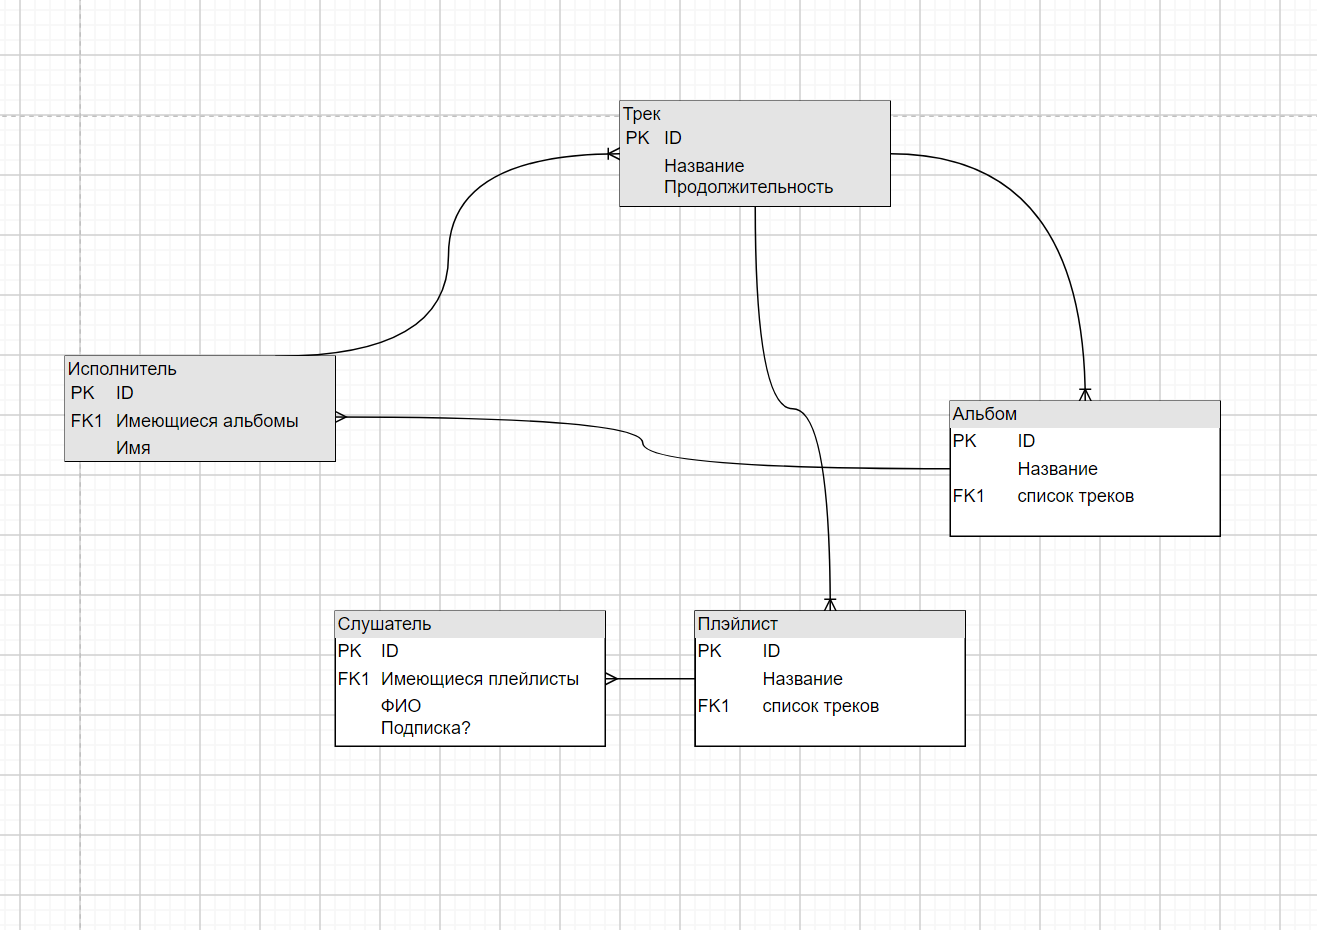 Трек
PK ID
Название
Продолжительность
Исполнитель
PK ID
FK1 Имеющиеся альбомы
Имя
Альбом
PK ID
Название
FK1 список треков
Слушатель
PK ID
FK1 Имеющиеся плейлисты
ФИО
Подписка?
Плэйлист
PK ID
Название
FK1 список треков